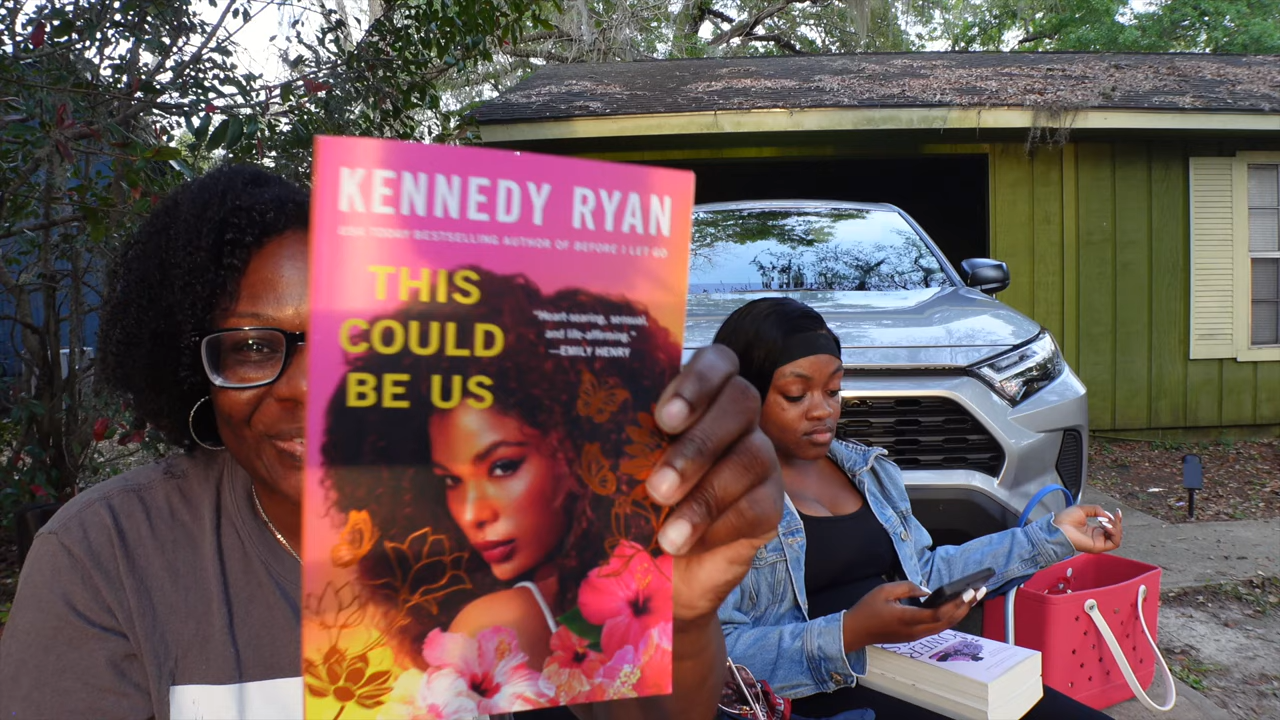 KENNEDY RYAN
USA TODAY BESTSELLING AUTHOR OF BEFORE I LET GO
THIS
COULD
BE US
"Heart-searing, sensual,
and life-affirming."
—EMILY HENRY